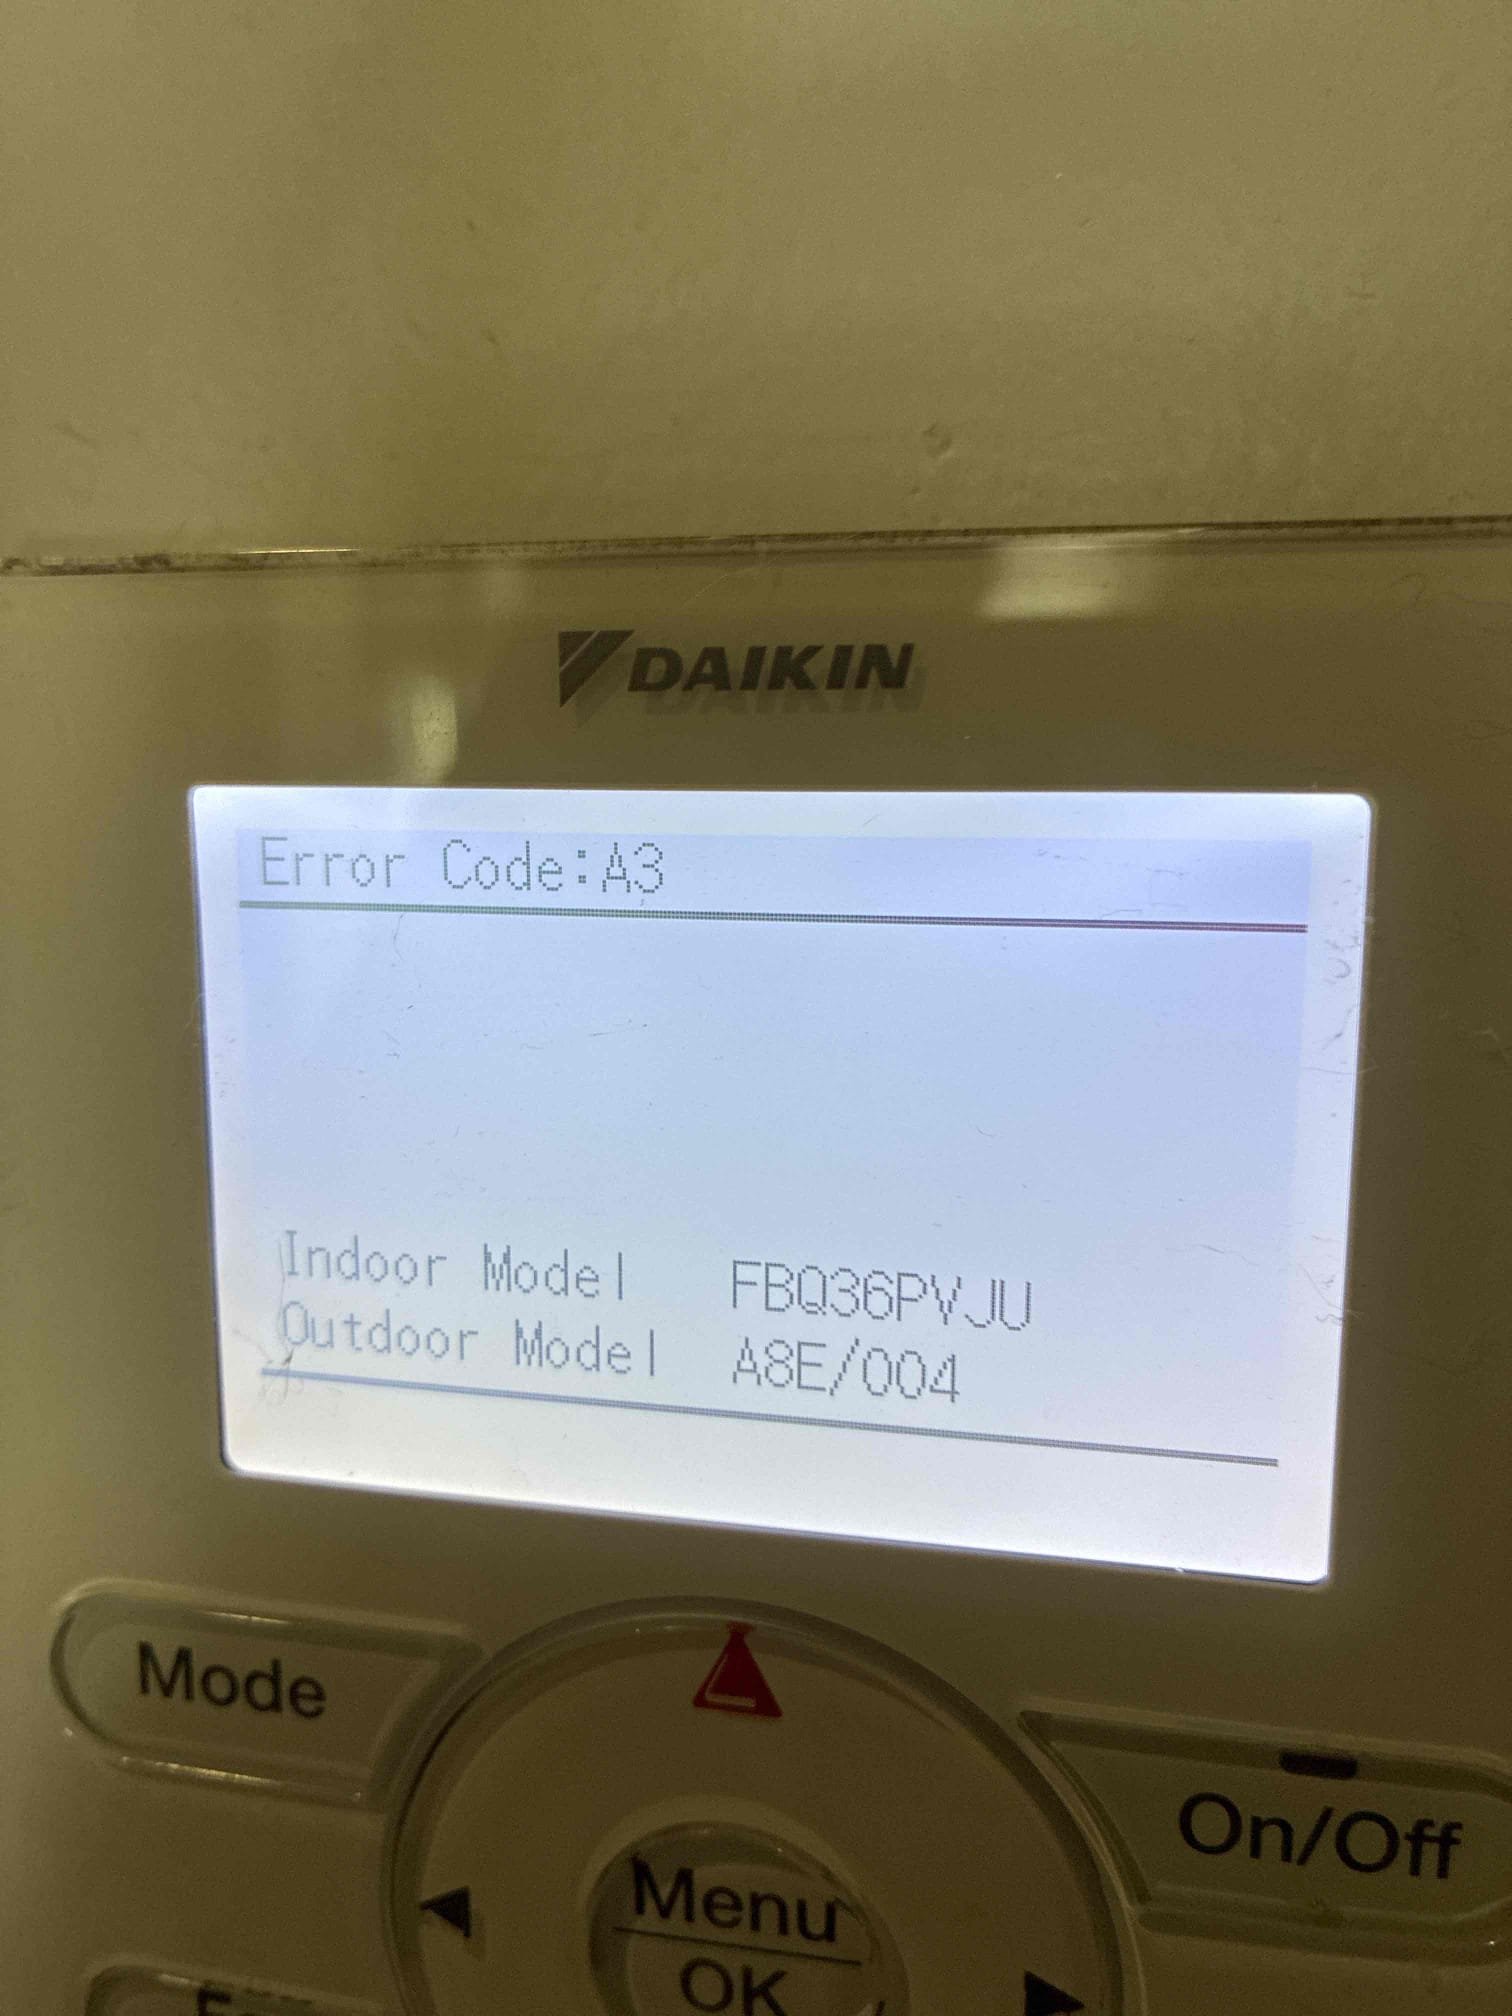 DAIKIN
Error Code:A3
Indoor Model FBQ36PVJU
Outdoor Model A8E/004
Mode
On/Off
Menu
OK